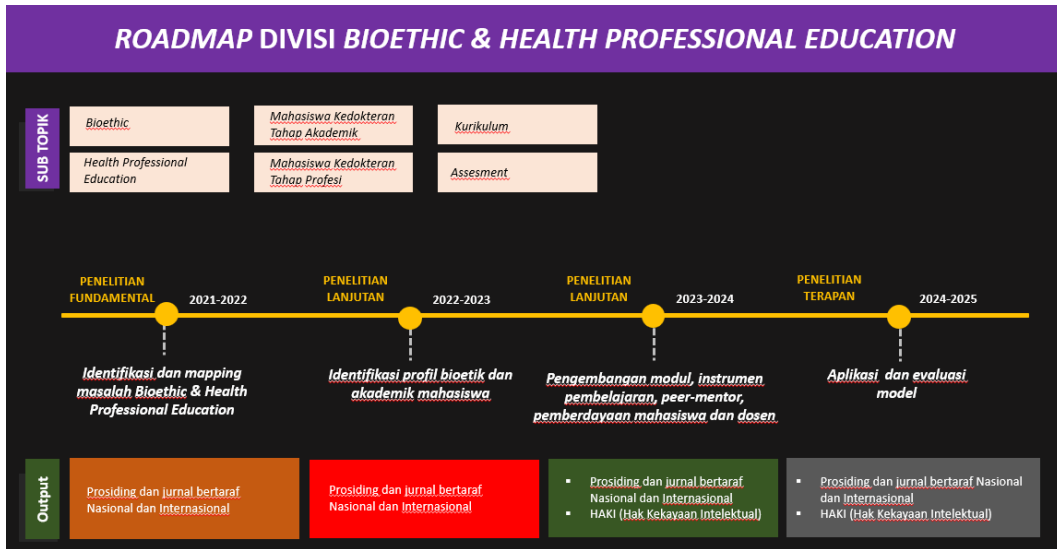 ROADMAP DIVISI BIOETHIC & HEALTH PROFESSIONAL EDUCATION
SUB TOPIK
Bioethic
Health Professional
Education
Mahasiswa Kedokteran
Tahap Akademik
Mahasiswa Kedokteran
Tahap Profesi
Kurikulum
Assesment
PENELITIAN
FUNDAMENTAL
2021-2022
PENELITIAN
LANJUTAN
2022-2023
PENELITIAN
LANJUTAN
2023-2024
PENELITIAN
TERAPAN
2024-2025
Identifikasi dan mapping
masalah Bioethic & Health
Professional Education
Identifikasi profil bioetik dan
akademik mahasiswa
Pengembangan modul, instrumen
pembelajaran, peer-mentor,
pemberdayaan mahasiswa dan dosen
Aplikasi dan evaluasi
model
Output
Prosiding dan jurnal bertaraf
Nasional dan Internasional
Prosiding dan jurnal bertaraf
Nasional dan Internasional
▪ Prosiding dan jurnal bertaraf
Nasional dan Internasional
▪ HAKI (Hak Kekayaan Intelektual)
▪ Prosiding dan jurnal bertaraf Nasional
dan Internasional
▪ HAKI (Hak Kekayaan Intelektual)